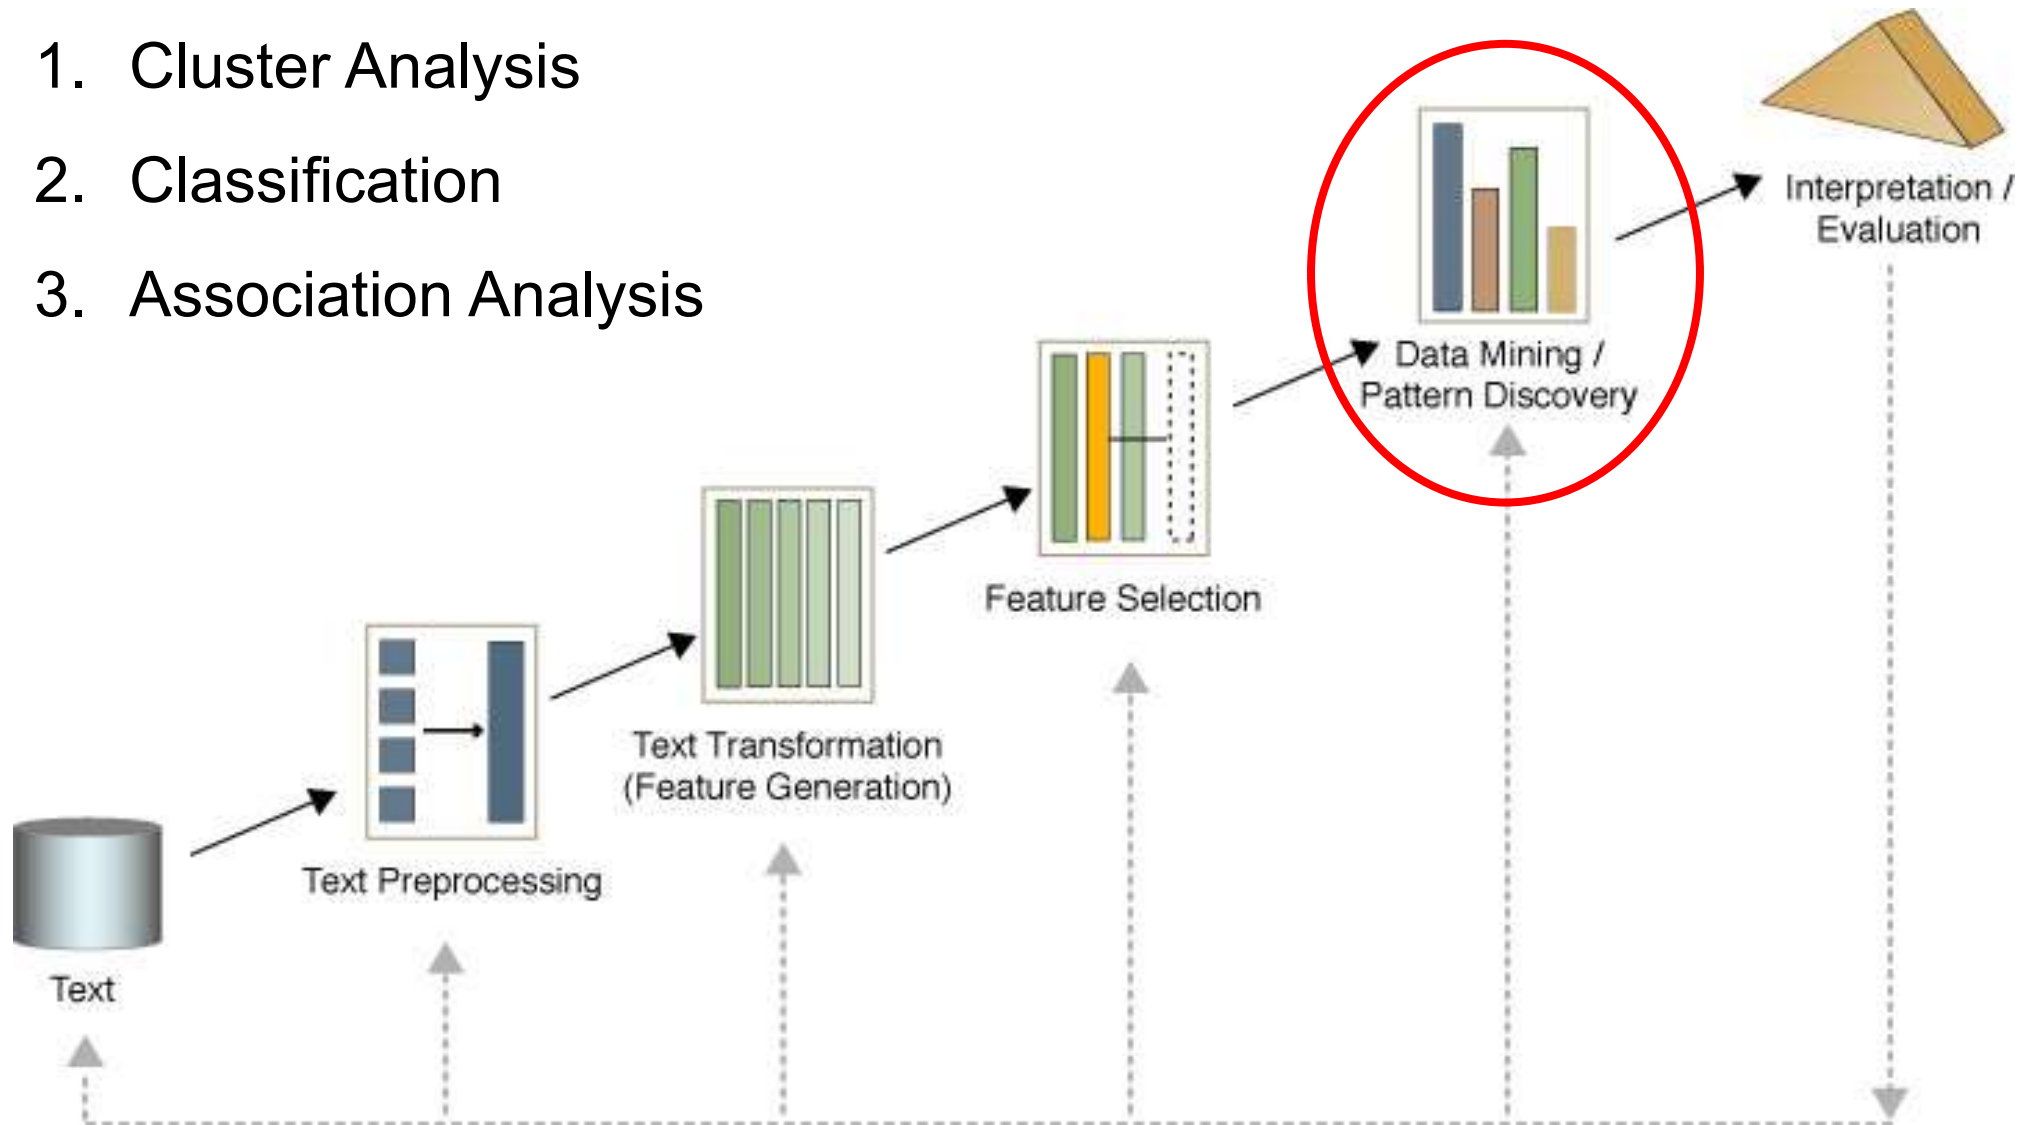 1. Cluster Analysis
2. Classification
3. Association Analysis
Interpretation /
Evaluation
Data Mining /
Pattern Discovery
Feature Selection
Text Transformation
(Feature Generation)
Text Preprocessing
Text